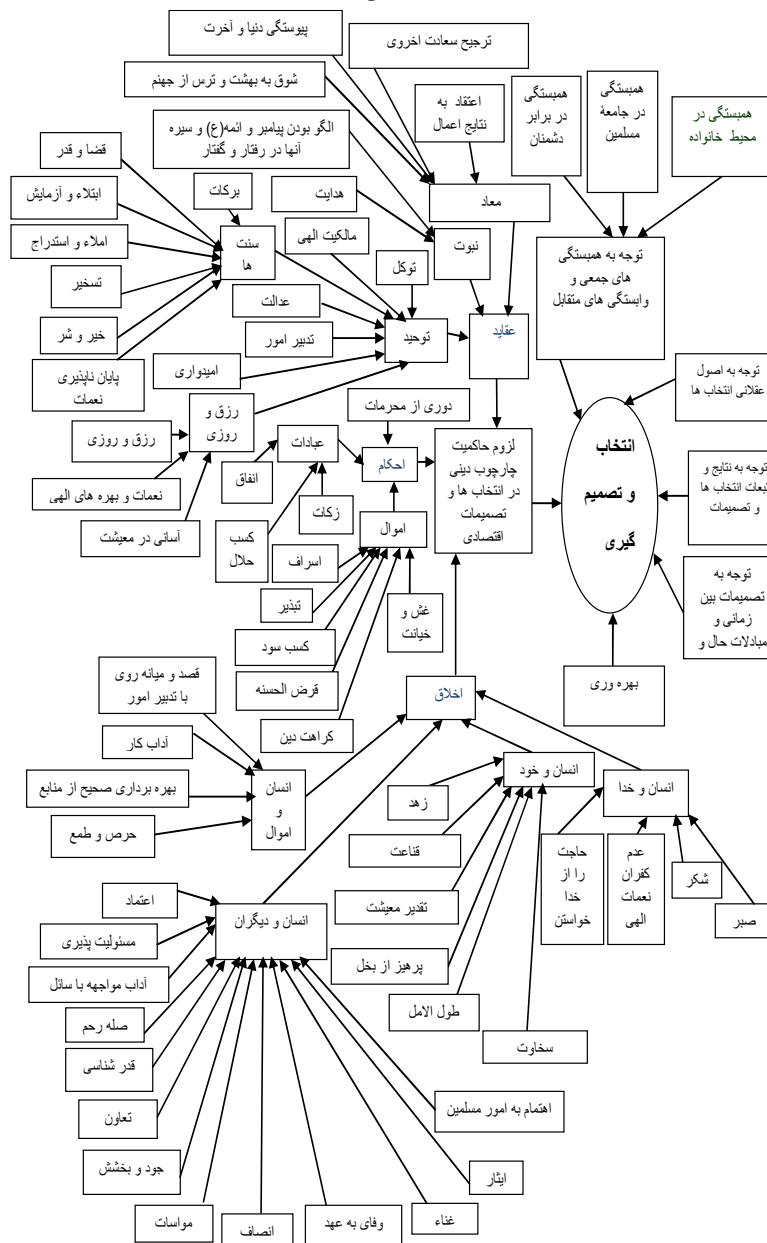 پیوستگی دنیا و آخرت
ترجیح سعادت اخروی
شوق به بهشت و ترس از جهنم
اعتقاد به
نتایج اعمال
همبستگی
در برابر
دشمنان
همبستگی
در جامعهٔ
مسلمین
همبستگی در
محیط خانواده
الگو بودن پیامبر و ائمه(ع) و سیره
آنها در رفتار و گفتار
قضا و قدر
برکات
هدایت
معاد
ابتلاء و آزمایش
سنت
ها
مالکیت الهی
نبوت
توجه به همبستگی
های جمعی و
وابستگی های متقابل
املاء و استدراج
توکل
تسخیر
عدالت
توحید
عقاید
خیر و شر
تدبیر امور
پایان ناپذیری
نعمات
امیدواری
توجه به اصول
عقلانی انتخاب ها
رزق و روزی
رزق و
روزی
دوری از محرمات
عبادات
احکام
لزوم حاکمیت
چارچوب دینی
در انتخاب ها و
تصمیمات
اقتصادی
انتخاب
و تصمیم
گیری
توجه به نتایج و
تبعات انتخاب ها
و تصمیمات
نعمات و بهره های الهی
انفاق
زکات
آسانی در معیشت
کسب
حلال
اموال
اسراف
تبذیر
غش و
خیانت
توجه به
تصمیمات بین
زمانی و
مبادلات حال و
کسب سود
قرض الحسنه
کراهت دین
بهره وری
قصد و میانه روی
با تدبیر امور
اخلاق
آداب کار
بهره برداری صحیح از منابع
انسان
و
اموال
حرص و طمع
انسان و خود
انسان و خدا
زهد
قناعت
تقدیر معیشت
پرهیز از بخل
طول الامل
سخاوت
حاجت
را از
خدا
خواستن
عدم
کفران
نعمات
الهی
شکر
صبر
اعتماد
انسان و دیگران
مسئولیت پذیری
آداب مواجهه با سائل
صله رحم
قدر شناسی
تعاون
جود و بخشش
مواسات
انصاف
وفای به عهد
غناء
ایثار
اهتمام به امور مسلمین